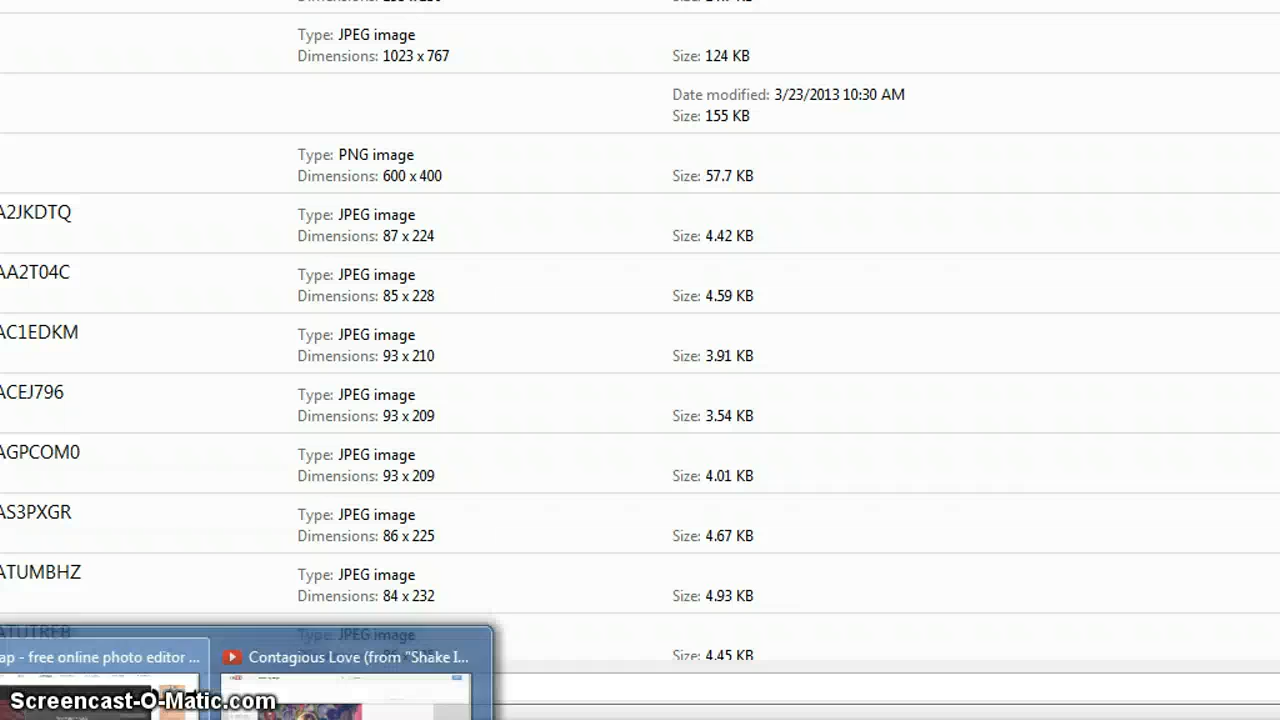 Type: JPEG image
Dimensions: 1023 x 767
Size: 124 KB
Date modified: 3/23/2013 10:30 AM
Size: 155 KB
Type: PNG image
Dimensions: 600 x 400
Size: 57.7 KB
A2JKDTQ
Type: JPEG image
Dimensions: 87 x 224
Size: 4.42 KB
AA2T04C
Type: JPEG image
Dimensions: 85 x 228
Size: 4.59 KB
AC1EDKM
Type: JPEG image
Dimensions: 93 x 210
Size: 3.91 KB
ACEJ796
Type: JPEG image
Dimensions: 93 x 209
Size: 3.54 KB
AGPCOM0
Type: JPEG image
Dimensions: 93 x 209
Size: 4.01 KB
AS3PXGR
Type: JPEG image
Dimensions: 86 x 225
Size: 4.67 KB
ATUMBHZ
Type: JPEG image
Dimensions: 84 x 232
Size: 4.93 KB
ATUTREB
Type: JPEG image
Size: 4.45 KB
ap - free online photo editor ...
Contagious Love (from "Shake I...
Screencast-O-Matic.com